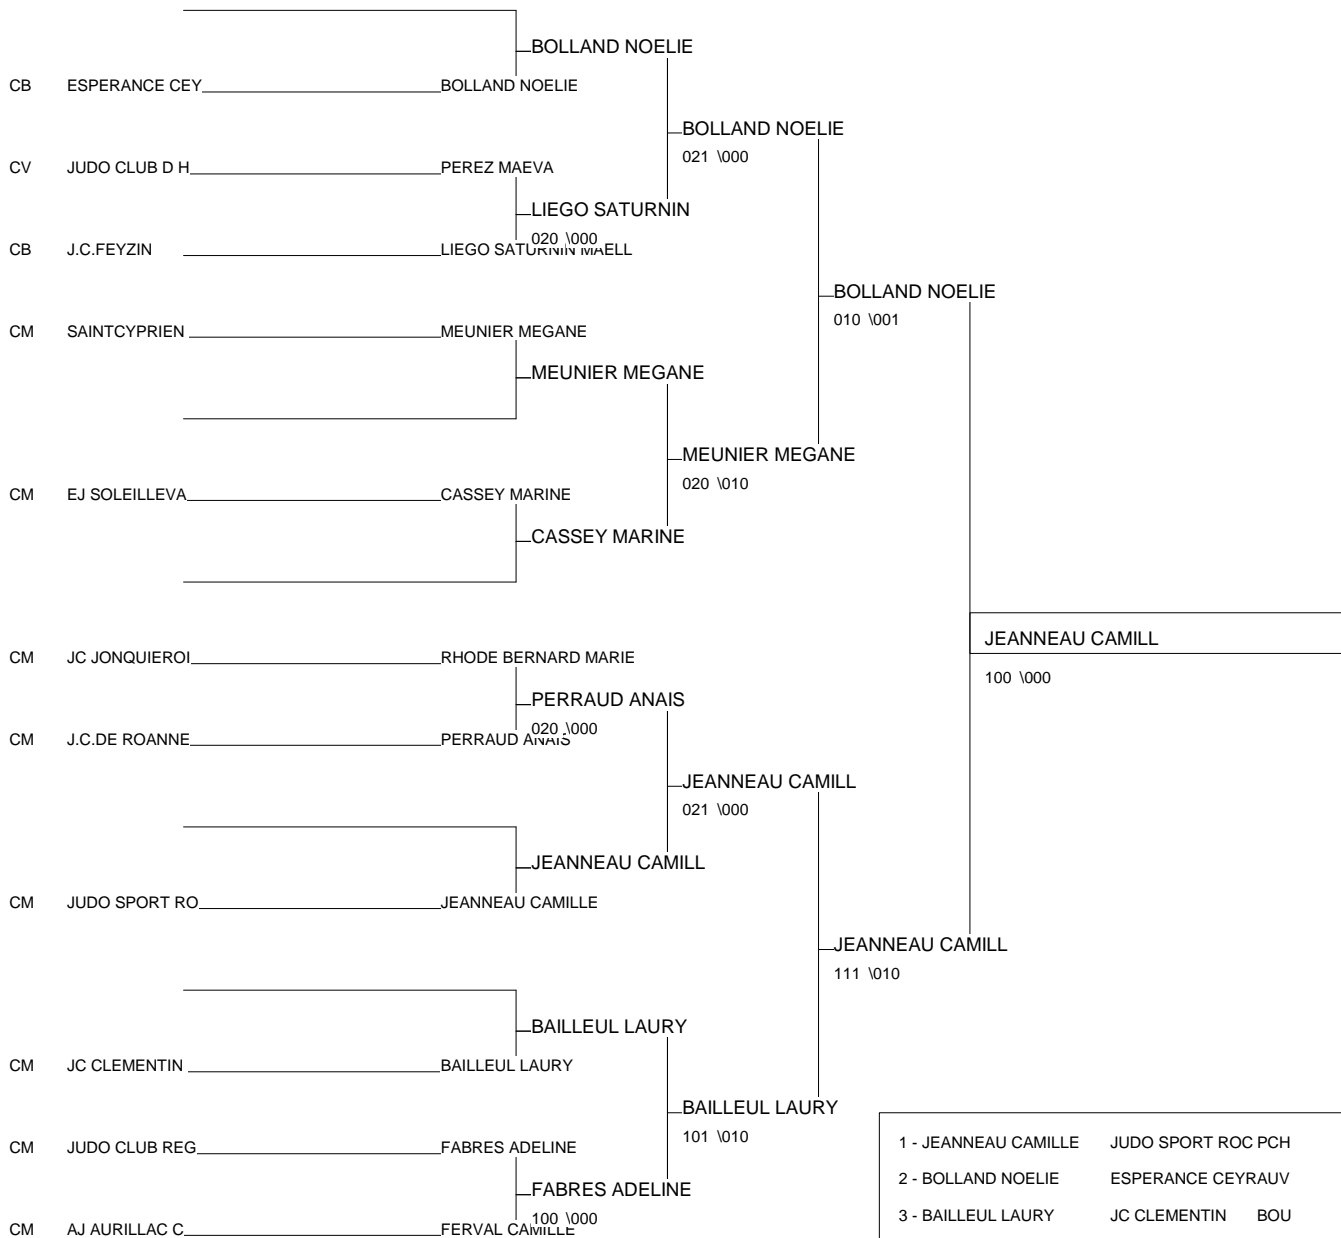 BOLLAND NOELIE
CB ESPERANCE CEY BOLLAND NOELIE
BOLLAND NOELIE
021 \000
CV JUDO CLUB D H PEREZ MAEVA
LIEGO SATURNIN
020 \000
CB J.C.FEYZIN LIEGO SATURNIN MAELL
BOLLAND NOELIE
010 \001
CM SAINTCYPRIEN MEUNIER MEGANE
MEUNIER MEGANE
MEUNIER MEGANE
020 \010
CM EJ SOLEILLEVA CASSEY MARINE
CASSEY MARINE
JEANNEAU CAMILL
100 \000
CM JC JONQUIEROI RHODE BERNARD MARIE
PERRAUD ANAIS
020 \000
CM J.C.DE ROANNE PERRAUD ANAIS
JEANNEAU CAMILL
021 \000
JEANNEAU CAMILL
CM JUDO SPORT RO JEANNEAU CAMILLE
JEANNEAU CAMILL
111 \010
BAILLEUL LAURY
CM JC CLEMENTIN BAILLEUL LAURY
BAILLEUL LAURY
101 \010
CM JUDO CLUB REG FABRES ADELINE
FABRES ADELINE
100 \000
CM AJ AURILLAC C FERVAL CAMILLE
1 - JEANNEAU CAMILLE JUDO SPORT ROC PCH
2 - BOLLAND NOELIE ESPERANCE CEYRAUV
3 - BAILLEUL LAURY JC CLEMENTIN BOU